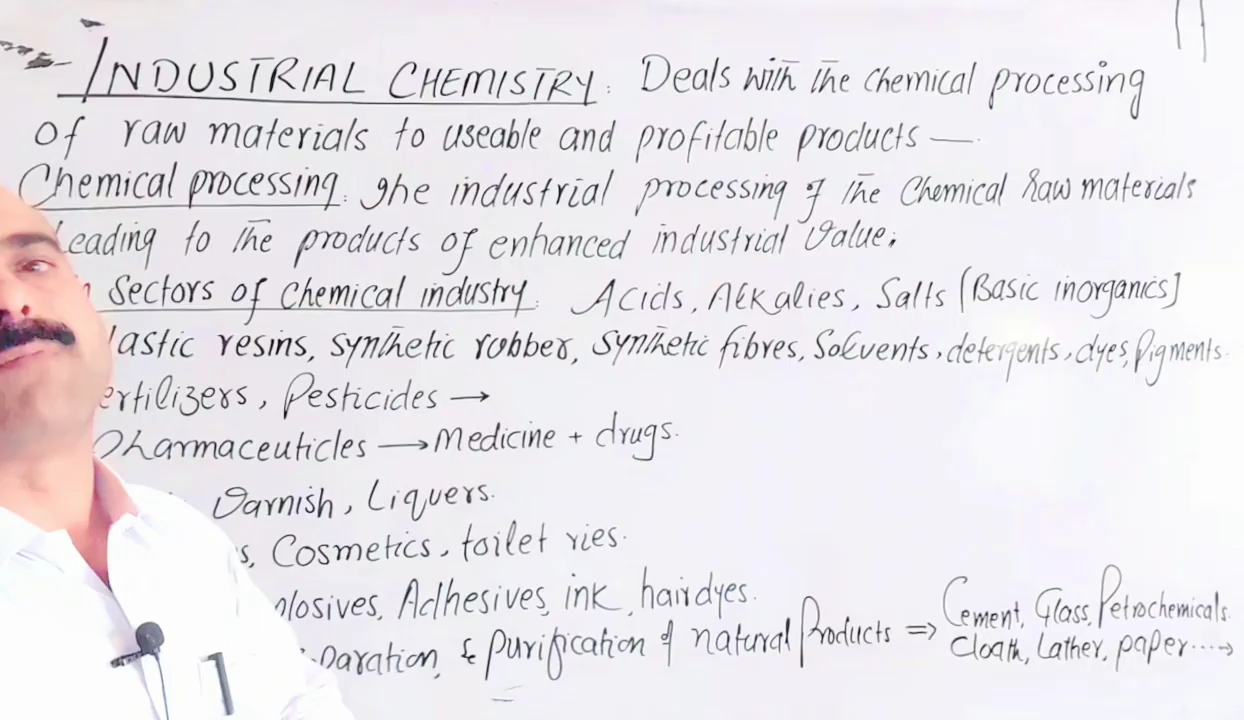 INDUSTRIAL CHEMISTRY: Deals with the chemical processing
of raw materials to useable and profitable products —
Chemical processing: The industrial processing of the Chemical Raw materials
Leading to the products of enhanced industrial Value.
Sectors of Chemical industry: Acids, Alkalies, Salts (Basic inorganics]
lastic resins, synthetic rubber, Synthetic fibres, Solvents, detergents, dyes, Pigments.
ertilizers, Pesticides →
Pharmaceuticles → Medicine + drugs.
Varnish, Liquers.
s, Cosmetics, toilet ries.
plosives, Adhesives, ink, hairdyes.
paration, & purification of natural Products ⇒ Cement, Glass, Petrochemicals.
Cloath, Lather, paper....→